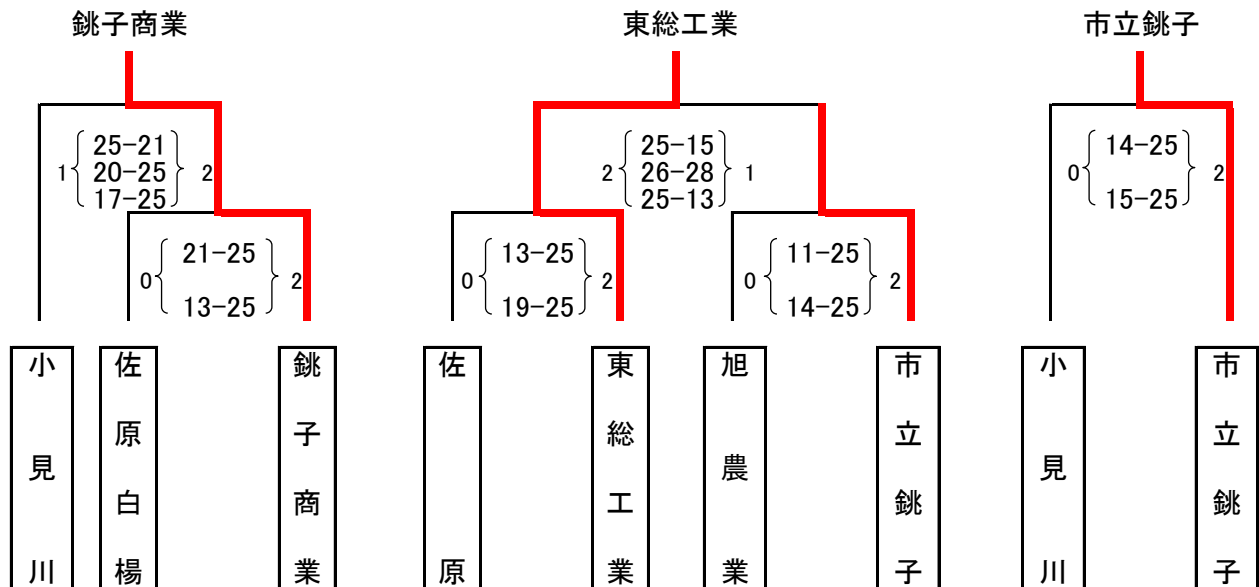 銚子商業
東総工業
市立銚子
1 25-21 2
20-25
17-25
2 25-15 1
26-28
25-13
0 14-25 2
15-25
0 21-25 2
13-25
0 13-25 2
19-25
0 11-25 2
14-25
小見川
佐原白楊
銚子商業
佐原
東総工業
旭農業
市立銚子
小見川
市立銚子